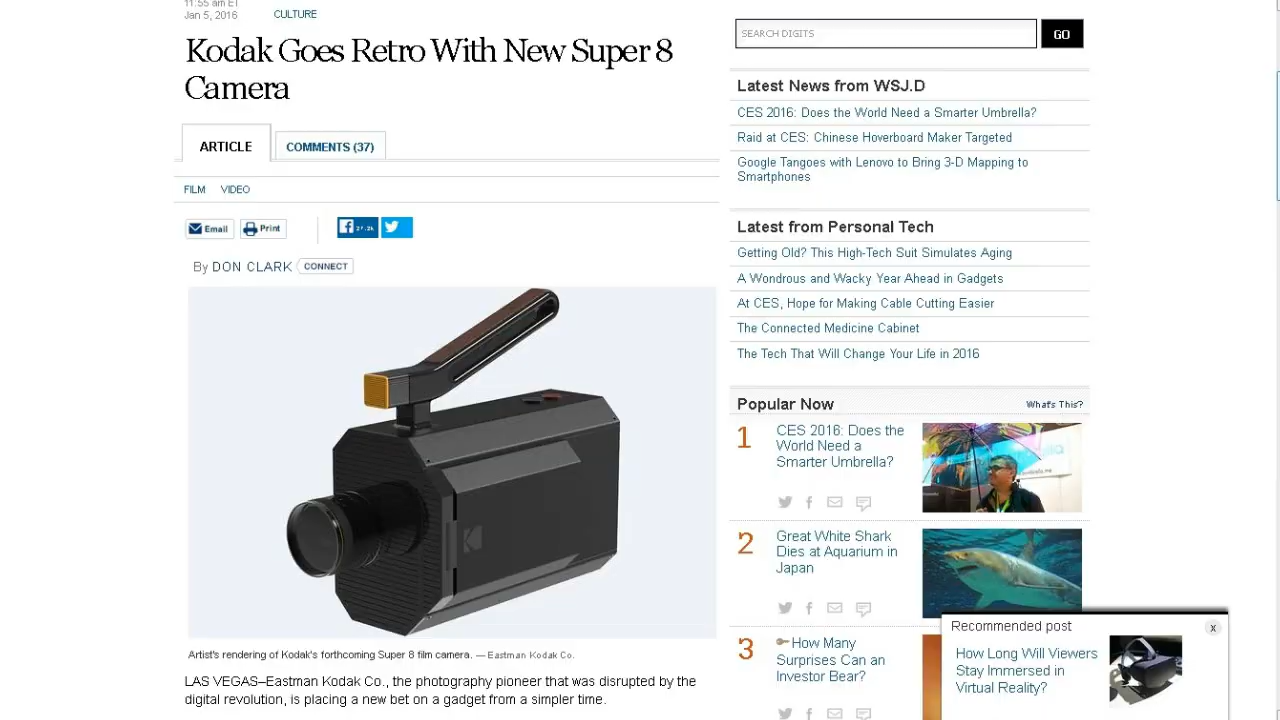 11:55 am ET
Jan 5, 2016
CULTURE
Kodak Goes Retro With New Super 8
Camera
ARTICLE
COMMENTS (37)
FILM
VIDEO
Email
Print
By DON CLARK
CONNECT
Artist's rendering of Kodak's forthcoming Super 8 film camera. — Eastman Kodak Co.
LAS VEGAS–Eastman Kodak Co., the photography pioneer that was disrupted by the
digital revolution, is placing a new bet on a gadget from a simpler time.
SEARCH DIGITS
GO
Latest News from WSJ.D
CES 2016: Does the World Need a Smarter Umbrella?
Raid at CES: Chinese Hoverboard Maker Targeted
Google Tangoes with Lenovo to Bring 3-D Mapping to
Smartphones
Latest from Personal Tech
Getting Old? This High-Tech Suit Simulates Aging
A Wondrous and Wacky Year Ahead in Gadgets
At CES, Hope for Making Cable Cutting Easier
The Connected Medicine Cabinet
The Tech That Will Change Your Life in 2016
Popular Now
What's This?
1
CES 2016: Does the
World Need a
Smarter Umbrella?
2
Great White Shark
Dies at Aquarium in
Japan
3
How Many
Surprises Can an
Investor Bear?
Recommended post
x
How Long Will Viewers
Stay Immersed in
Virtual Reality?